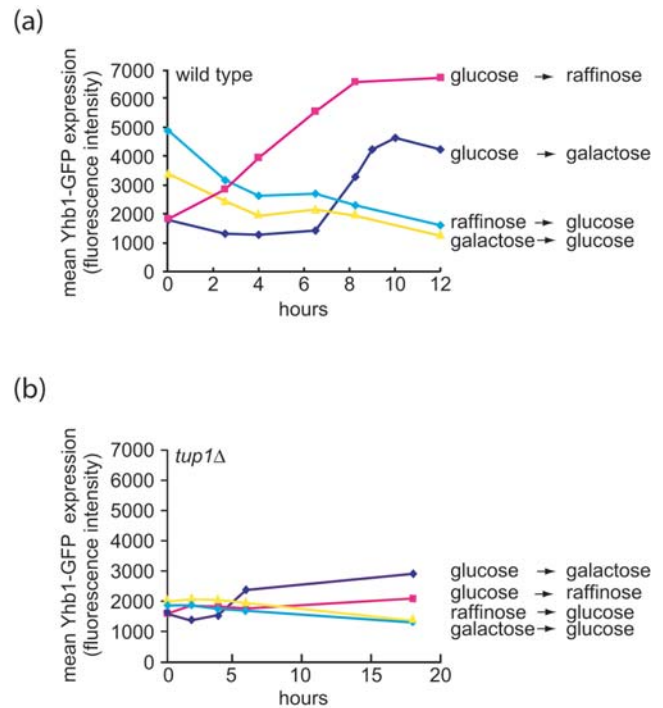 (a)
wild type
mean Yhb1-GFP expression
(fluorescence intensity)
7000
6000
5000
4000
3000
2000
1000
0
0 2 4 6 8 10 12
hours
glucose → raffinose
glucose → galactose
raffinose → glucose
galactose → glucose
(b)
tup1Δ
mean Yhb1-GFP expression
(fluorescence intensity)
7000
6000
5000
4000
3000
2000
1000
0
0 5 10 15 20
hours
glucose → galactose
glucose → raffinose
raffinose → glucose
galactose → glucose